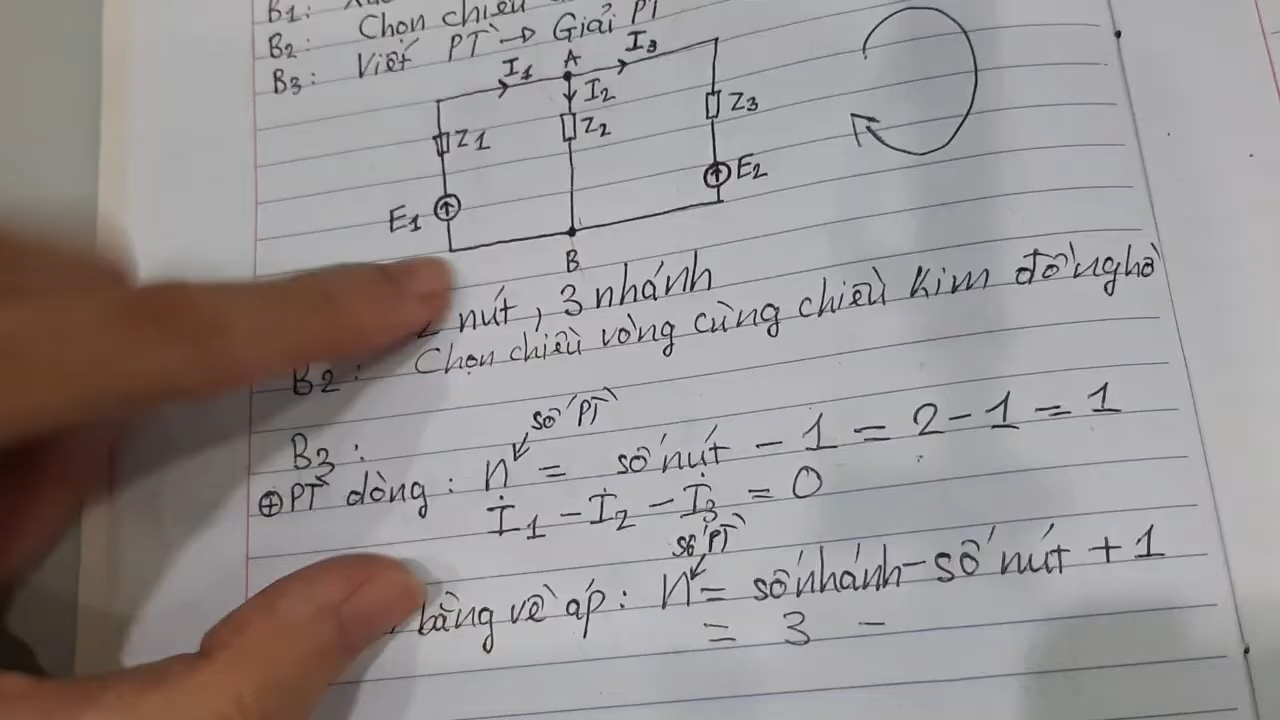 B1:
B2: Chọn chiều
B3: Viết PT → Giải PT
I1 A I3
I2
Z1 Z2 Z3
E1 E2
B
2 nút, 3 nhánh
B2: Chọn chiều vòng cùng chiều kim đồng hồ
B3: số PT
⊕ PT dòng: n = số nút - 1 = 2 - 1 = 1
İ1 - İ2 - İ3 = 0
số PT
bằng về áp: n = số nhánh - số nút + 1
= 3 -